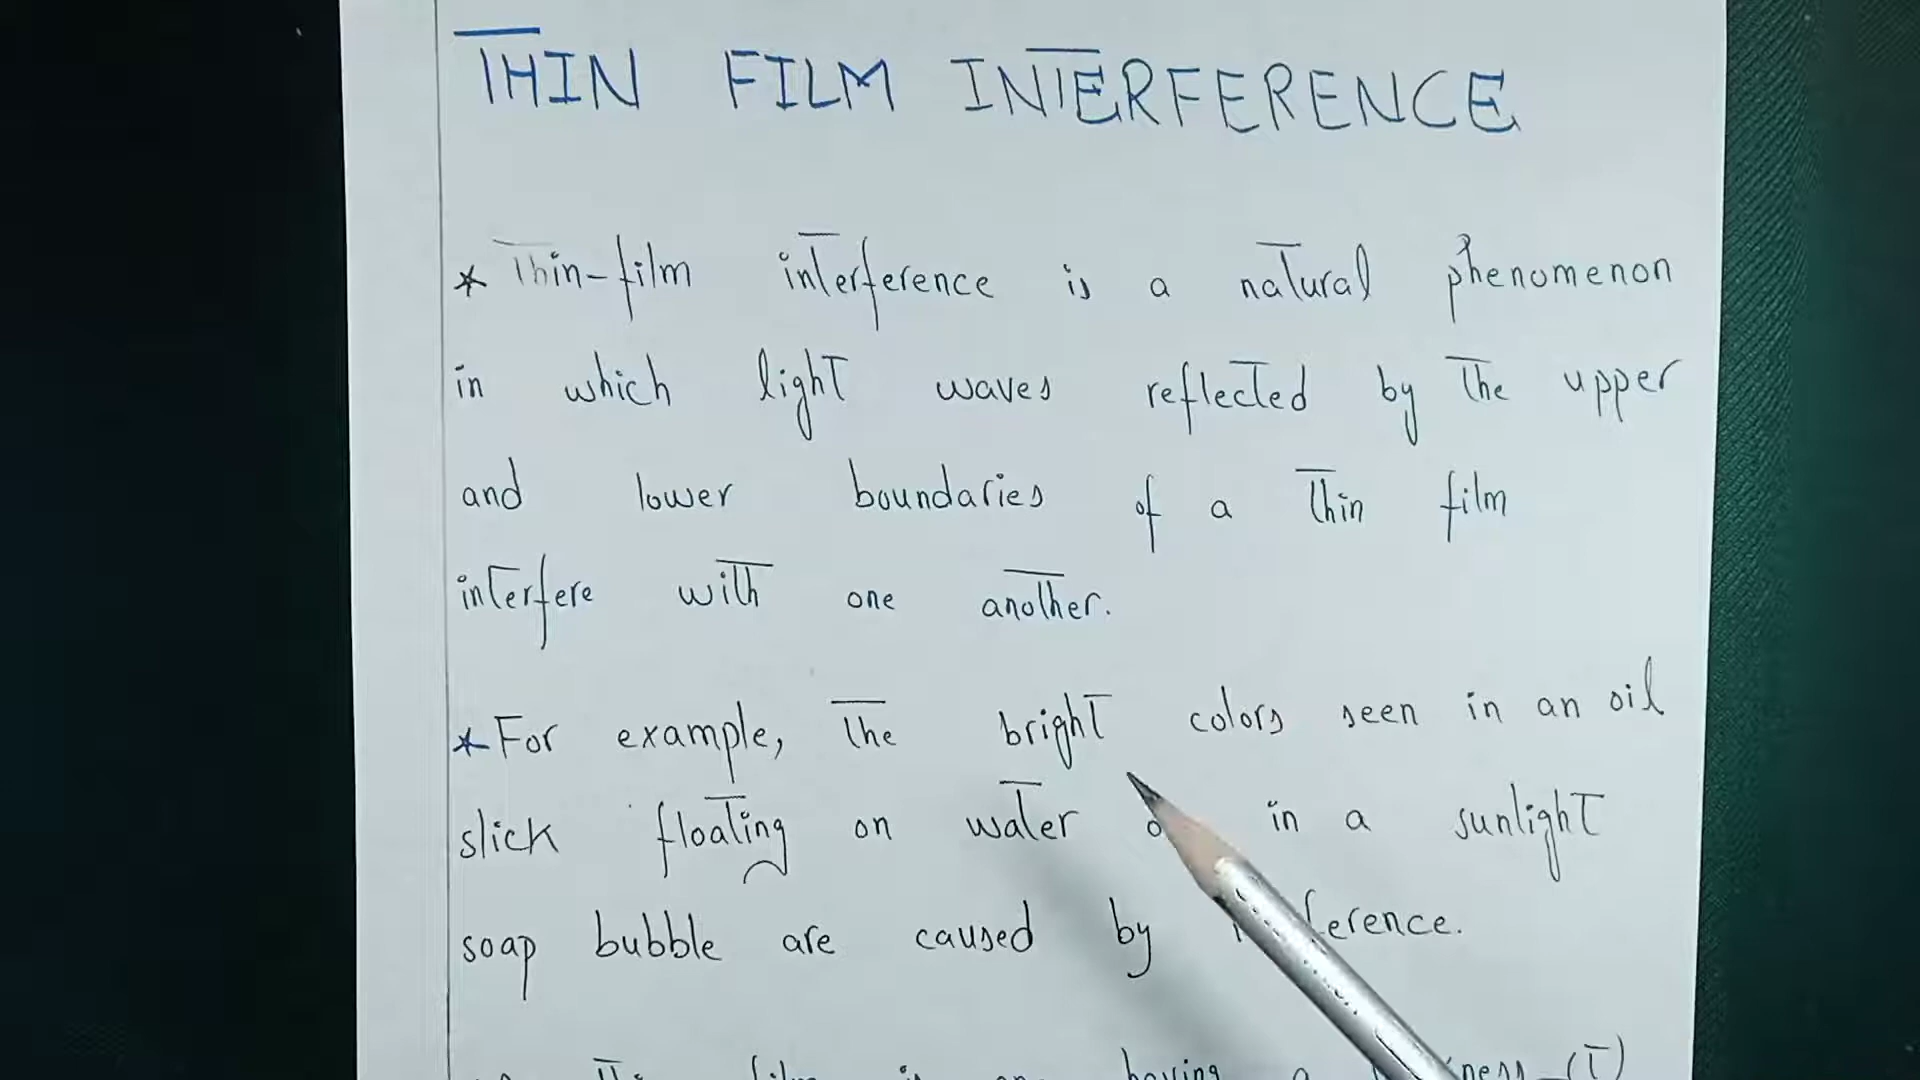 THIN FILM INTERFERENCE
* Thin-film interference is a natural phenomenon
in which light waves reflected by the upper
and lower boundaries of a thin film
interfere with one another.
* For example, the bright colors seen in an oil
slick floating on water in a sunlight
soap bubble are caused by
having a (T)